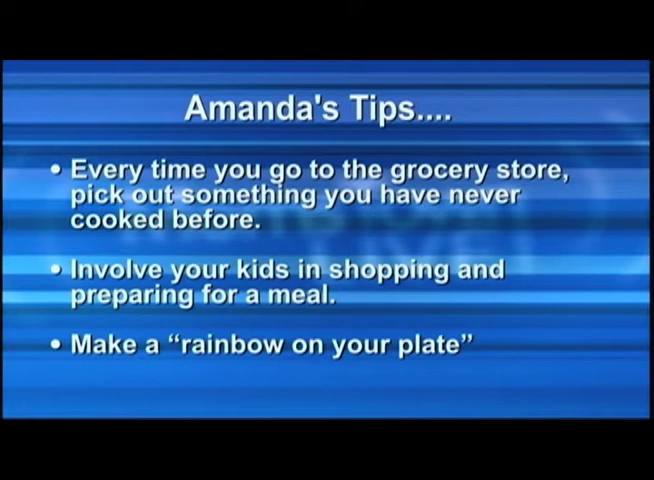 Amanda's Tips....
• Every time you go to the grocery store,
pick out something you have never
cooked before.
• Involve your kids in shopping and
preparing for a meal.
• Make a “rainbow on your plate”